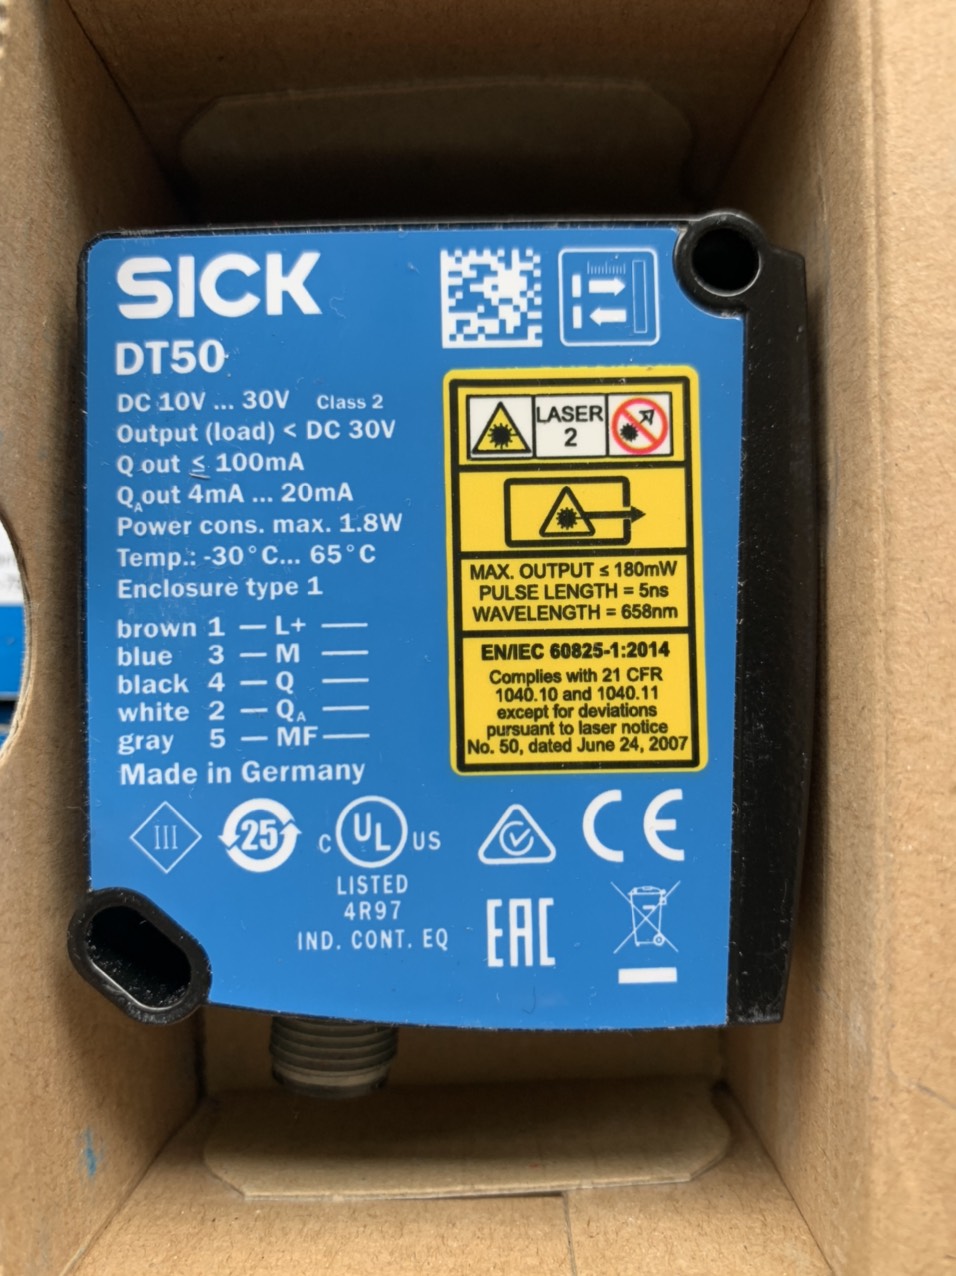 SICK
DT50
DC 10V ... 30V Class 2
Output (load) < DC 30V
Q out ≤ 100mA
QA out 4mA ... 20mA
Power cons. max. 1.8W
Temp.: -30°C... 65°C
Enclosure type 1
brown 1 — L+ —
blue 3 — M —
black 4 — Q —
white 2 — QA —
gray 5 — MF —
Made in Germany
LASER
2
MAX. OUTPUT ≤ 180mW
PULSE LENGTH = 5ns
WAVELENGTH = 658nm
EN/IEC 60825-1:2014
Complies with 21 CFR
1040.10 and 1040.11
except for deviations
pursuant to laser notice
No. 50, dated June 24, 2007
III
25
C UL US
LISTED
4R97
IND. CONT. EQ
CE
EAC